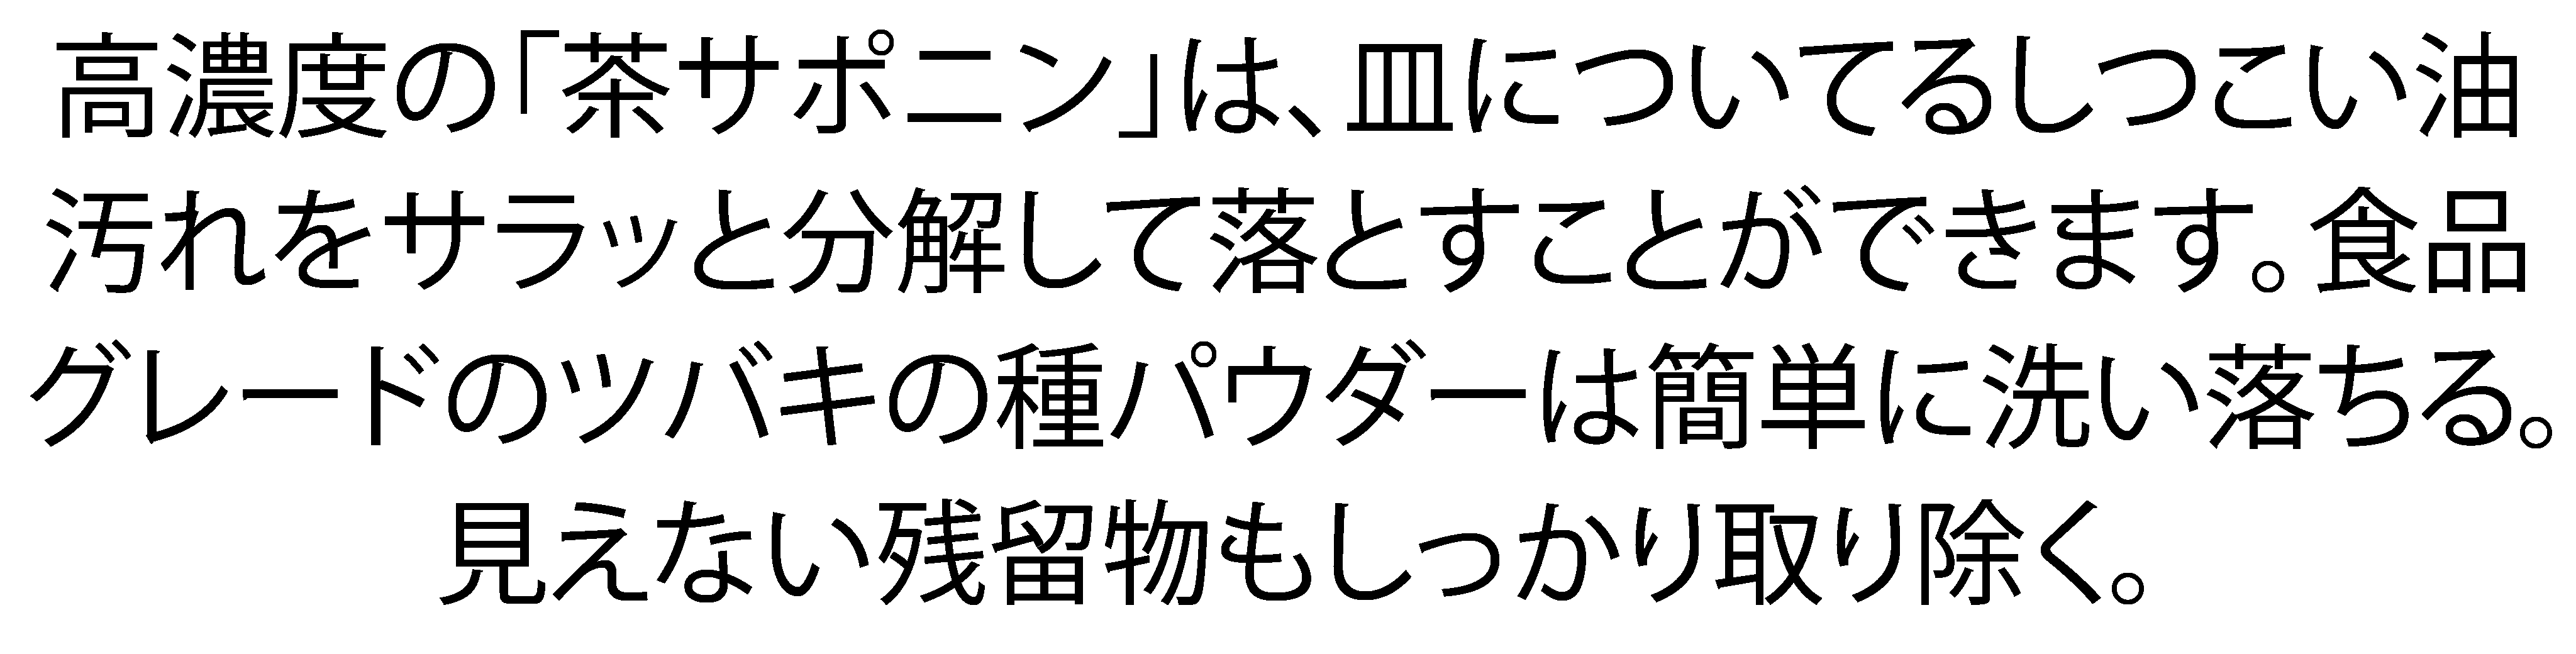 高濃度の「茶サポニン」は、皿についてるしつこい油
汚れをサラッと分解して落とすことができます。食品
グレードのツバキの種パウダーは簡単に洗い落ちる。
見えない残留物もしっかり取り除く。